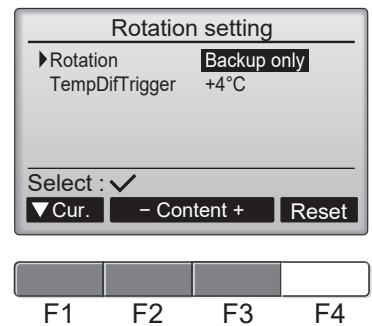 Rotation setting
Rotation Backup only
TempDifTrigger +4°C
Select : ✓
▼Cur. − Content + Reset
F1 F2 F3 F4